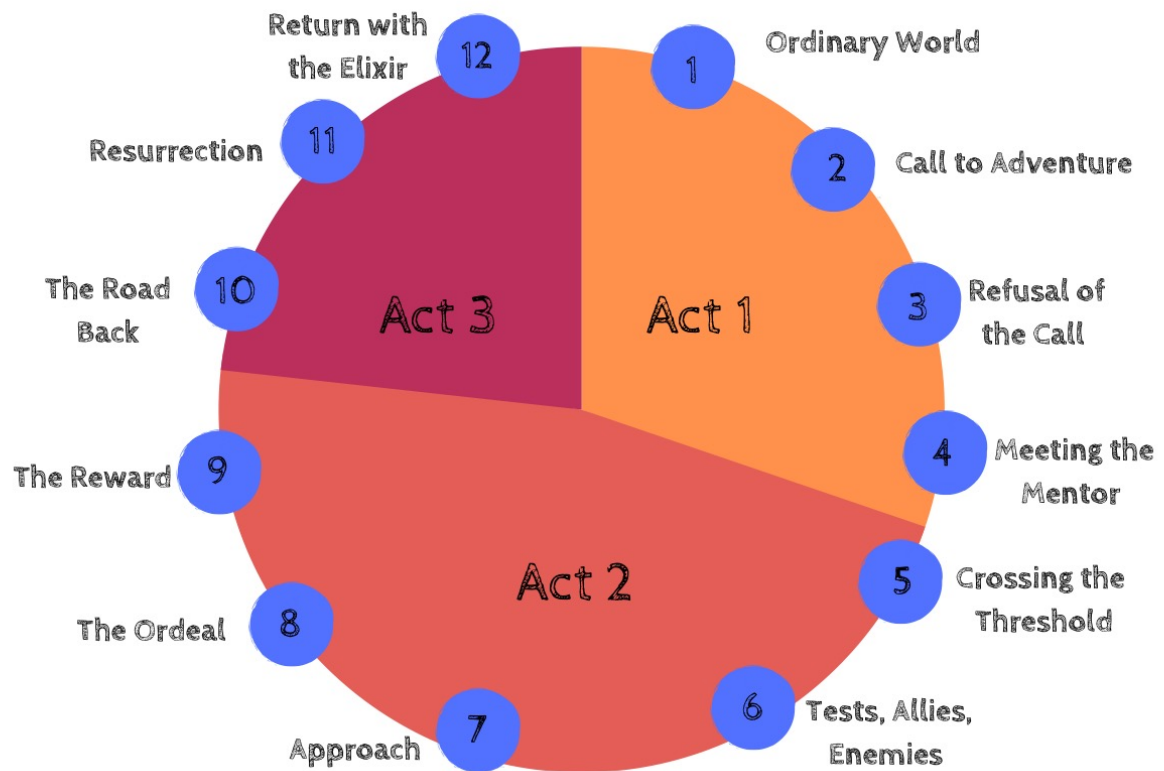 1
Ordinary World
2
Call to Adventure
3
Refusal of
the Call
4
Meeting the
Mentor
5
Crossing the
Threshold
6
Tests, Allies,
Enemies
7
Approach
8
The Ordeal
9
The Reward
10
The Road
Back
11
Resurrection
12
Return with
the Elixir
Act 1
Act 2
Act 3